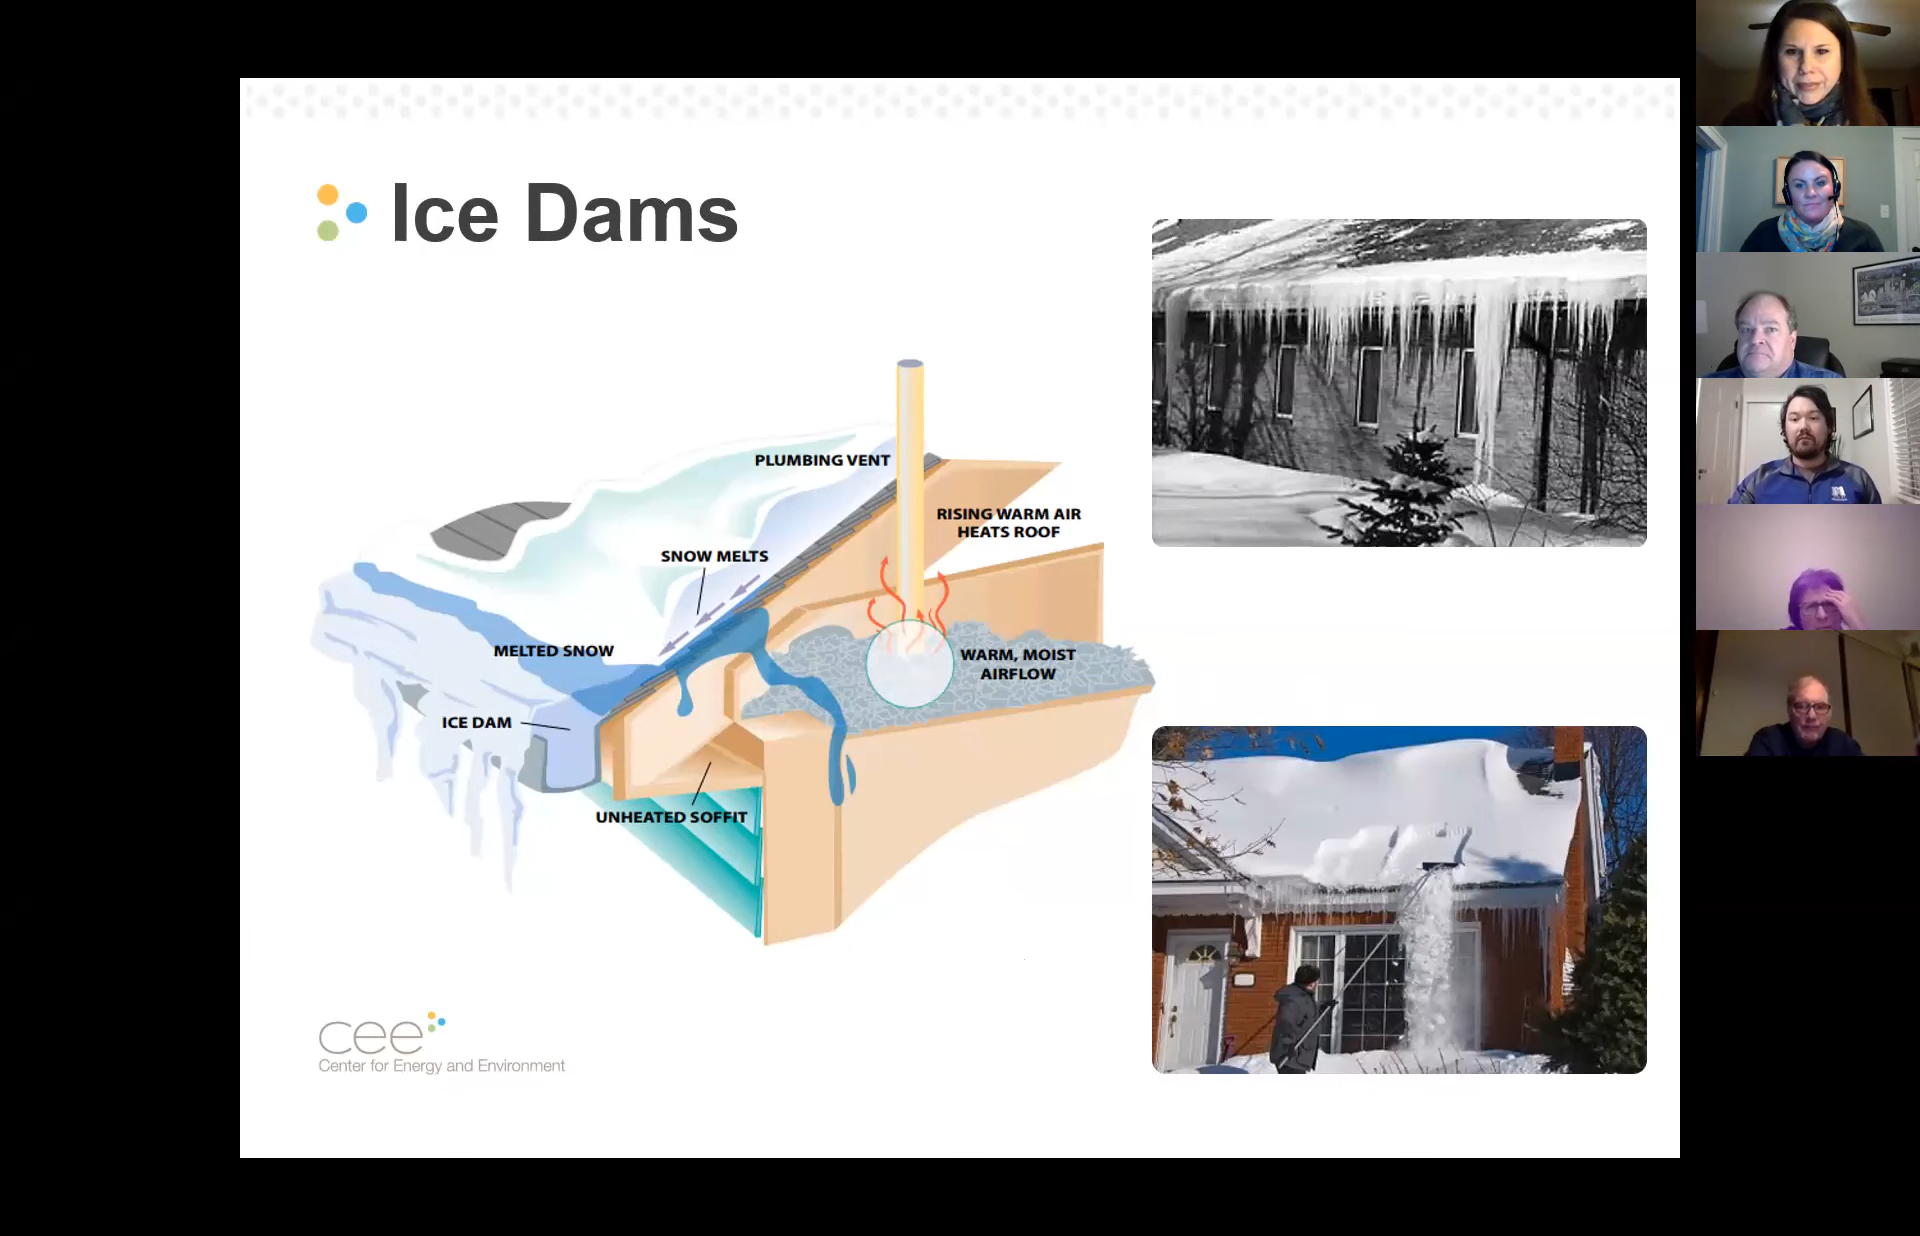 Ice Dams
PLUMBING VENT
RISING WARM AIR
HEATS ROOF
SNOW MELTS
MELTED SNOW
WARM, MOIST
AIRFLOW
ICE DAM
UNHEATED SOFFIT
cee
Center for Energy and Environment